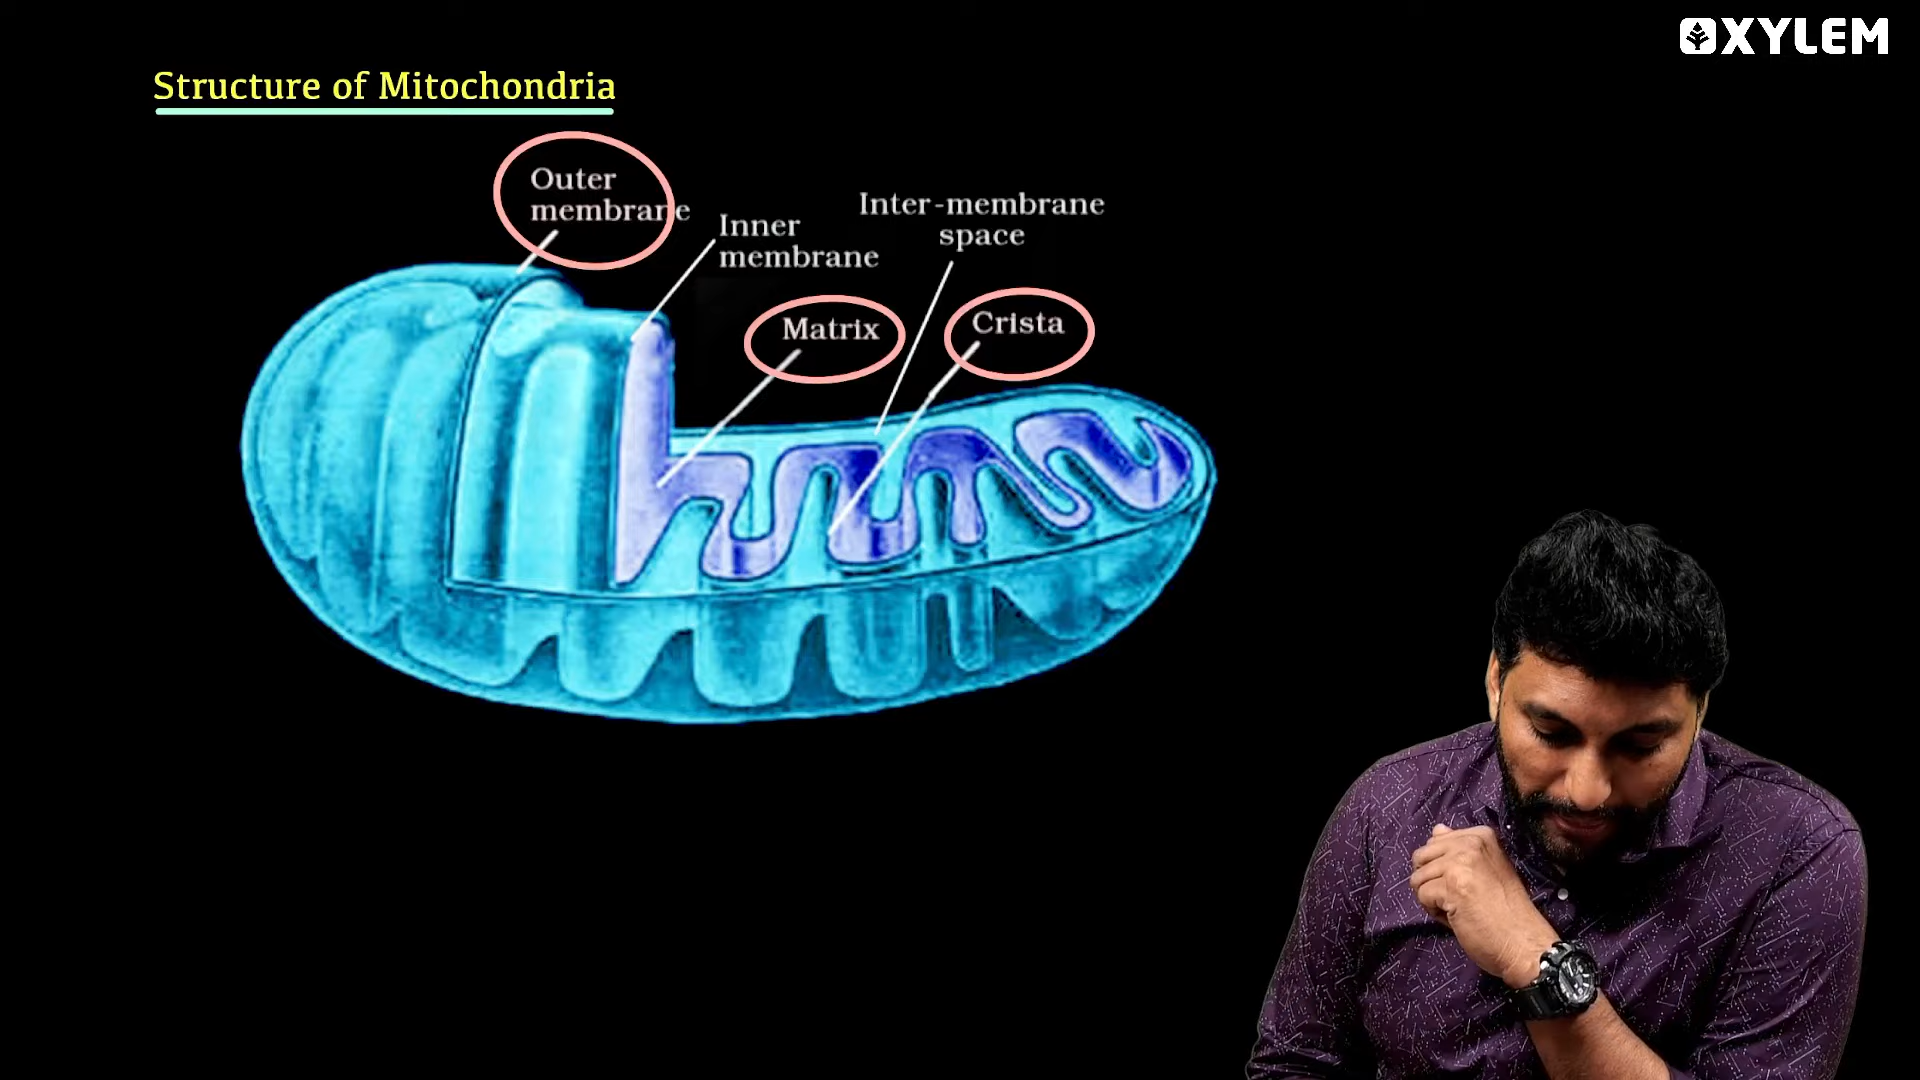 XYLEM
Structure of Mitochondria
Outer
membrane
Inner
membrane
Inter-membrane
space
Matrix
Crista